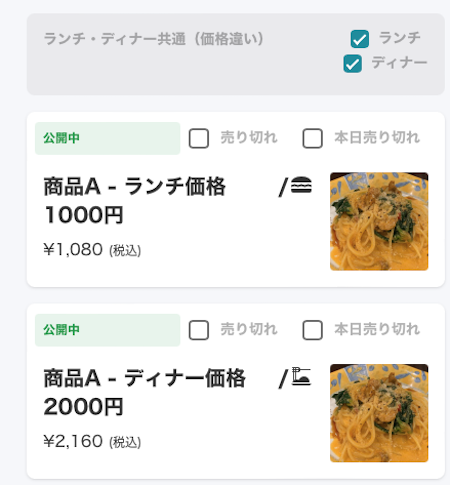 ランチ・ディナー共通（価格違い）
ランチ
ディナー
公開中
売り切れ
本日売り切れ
商品A - ランチ価格
1000円
/
¥1,080 (税込)
公開中
売り切れ
本日売り切れ
商品A - ディナー価格
2000円
/
¥2,160 (税込)